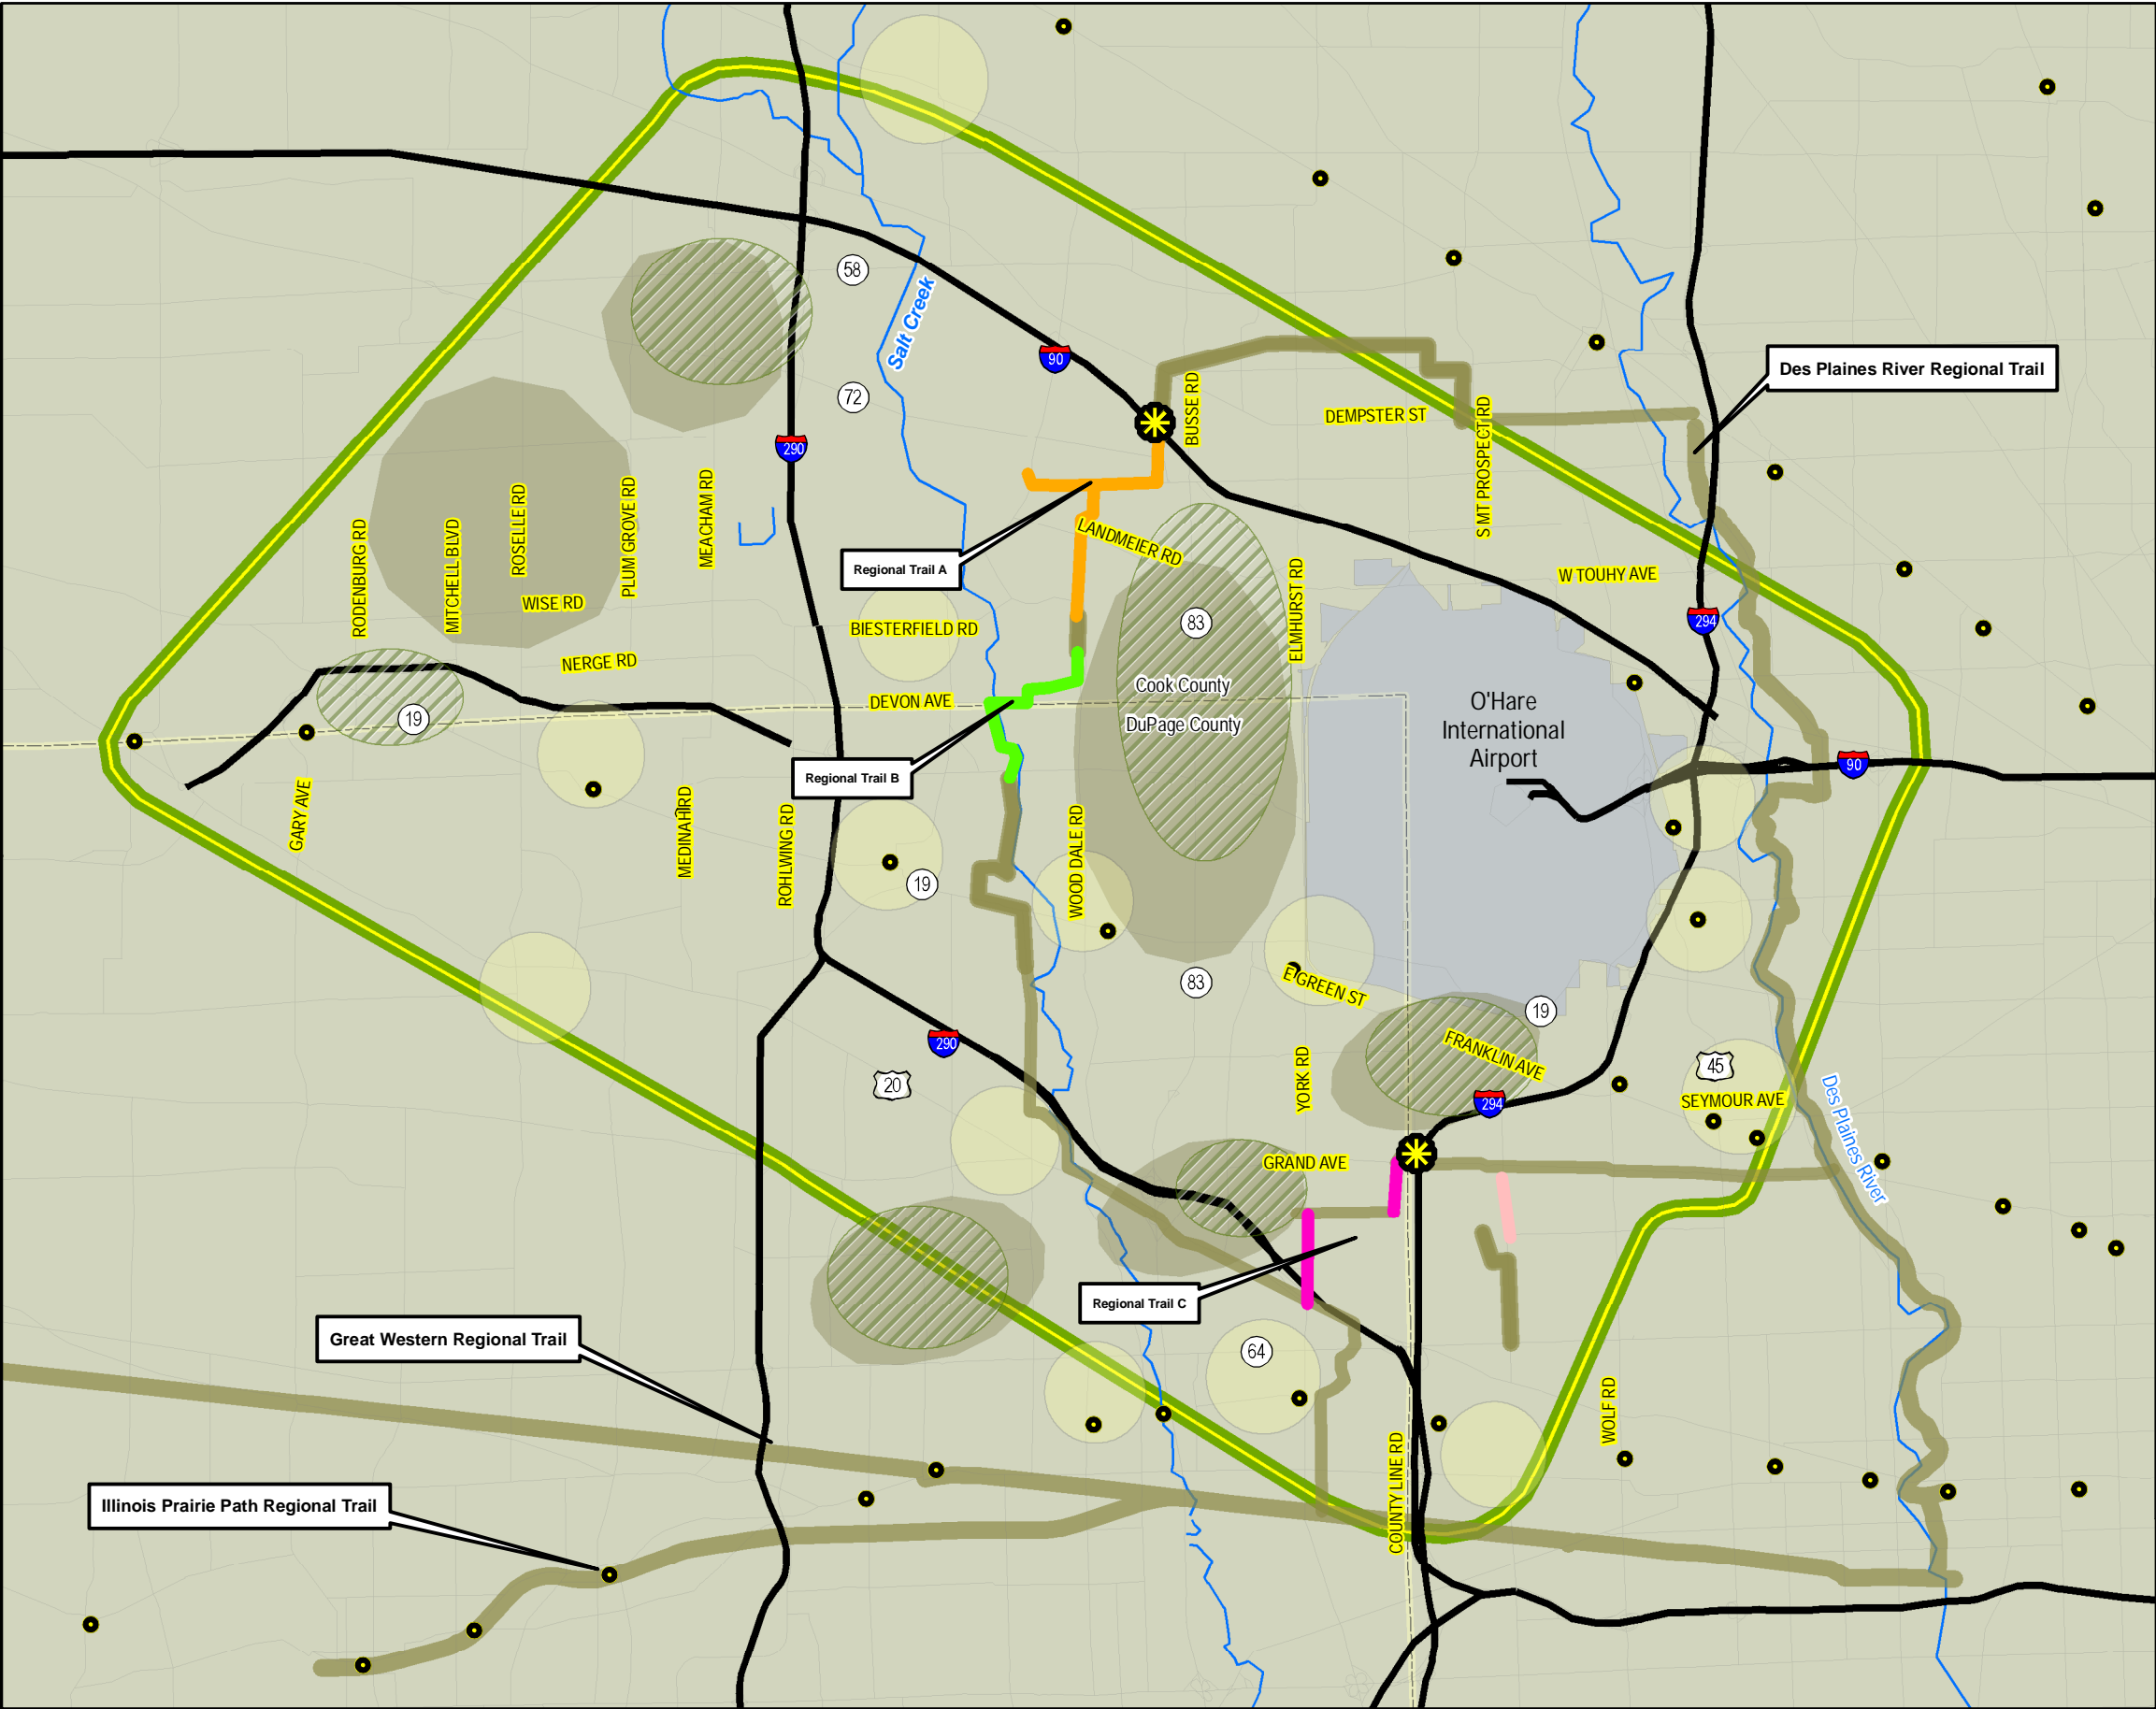 58
Salt Creek
90
Des Plaines River Regional Trail
72
BUSSE RD
DEMPSTER ST
S MT PROSPECT RD
290
MEACHAM RD
PLUM GROVE RD
ROSELLE RD
MITCHELL BLVD
RODENBURG RD
LANDMEIER RD
Regional Trail A
ELMHURST RD
W TOUHY AVE
WISE RD
83
294
BIESTERFIELD RD
NERGE RD
Cook County
DEVON AVE
O'Hare
International
Airport
19
DuPage County
90
Regional Trail B
GARY AVE
MEDINAH RD
ROHLWING RD
WOOD DALE RD
19
83
E GREEN ST
19
290
FRANKLIN AVE
45
20
YORK RD
294
SEYMOUR AVE
Des Plaines River
GRAND AVE
Regional Trail C
Great Western Regional Trail
64
WOLF RD
COUNTY LINE RD
Illinois Prairie Path Regional Trail